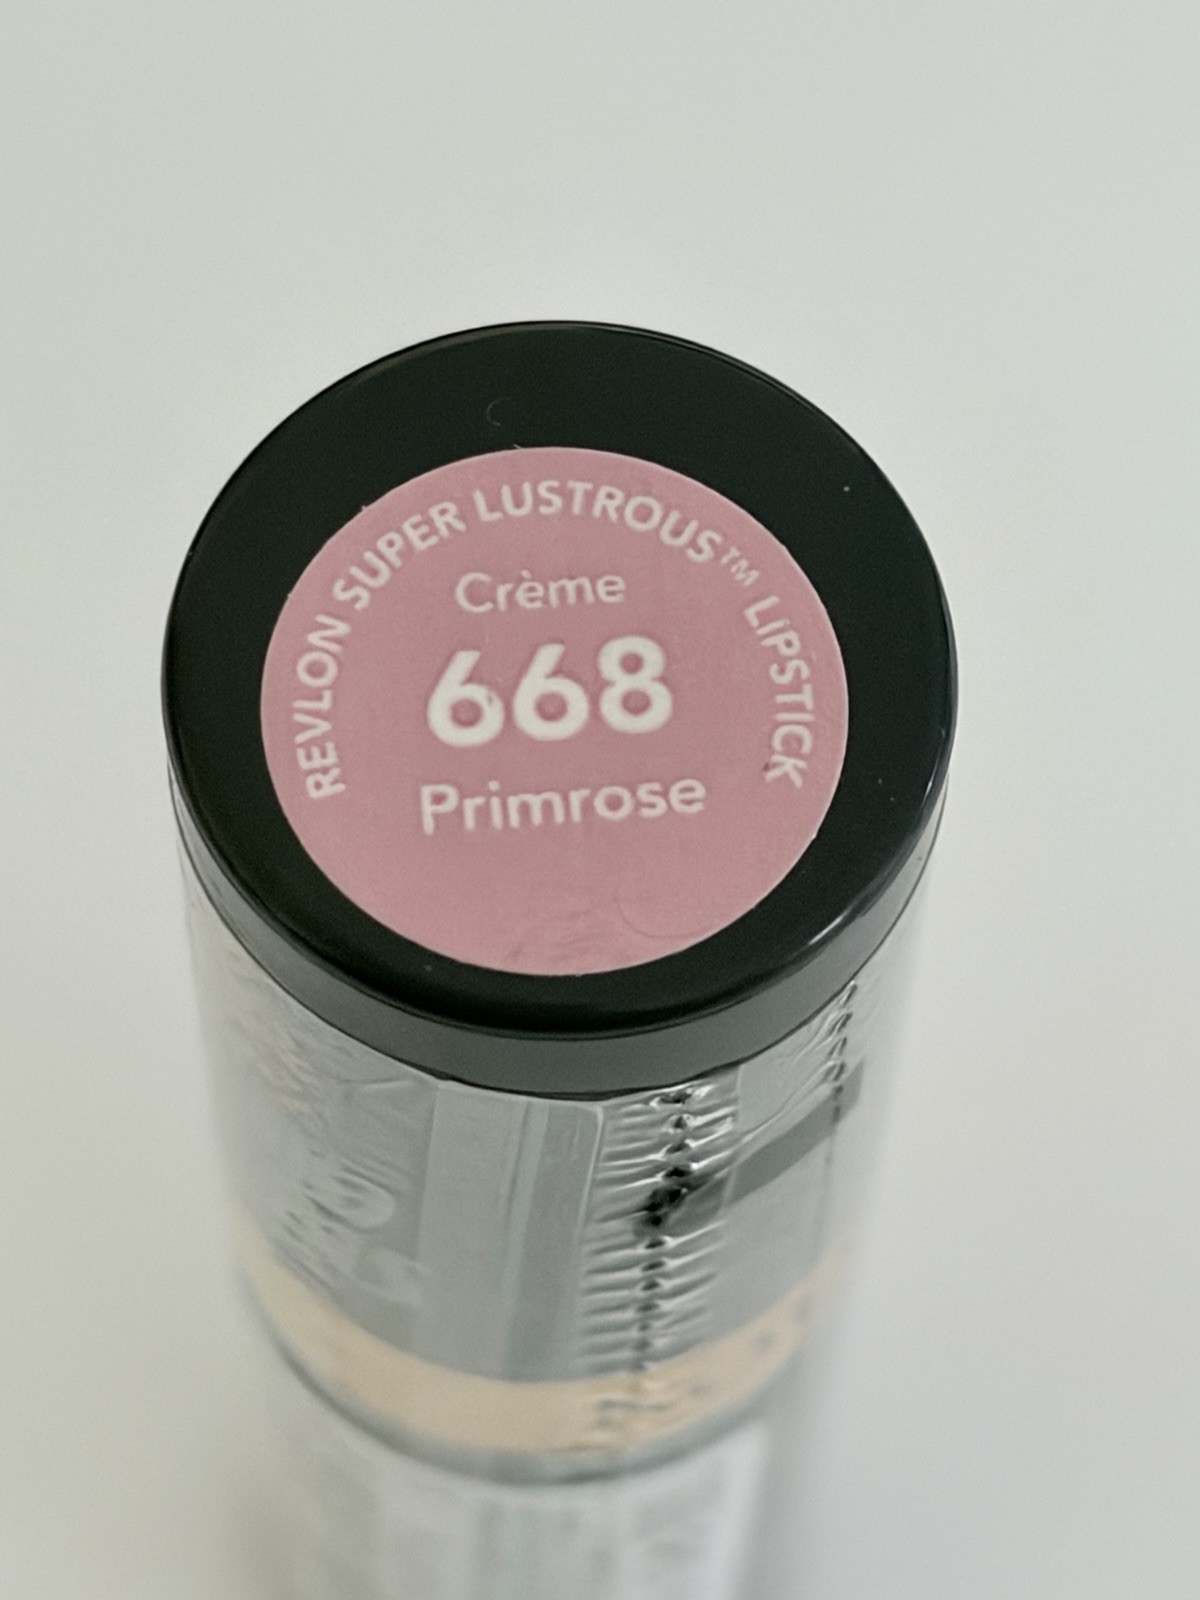 REVLON SUPER LUSTROUS™ LIPSTICK
Crème
668
Primrose